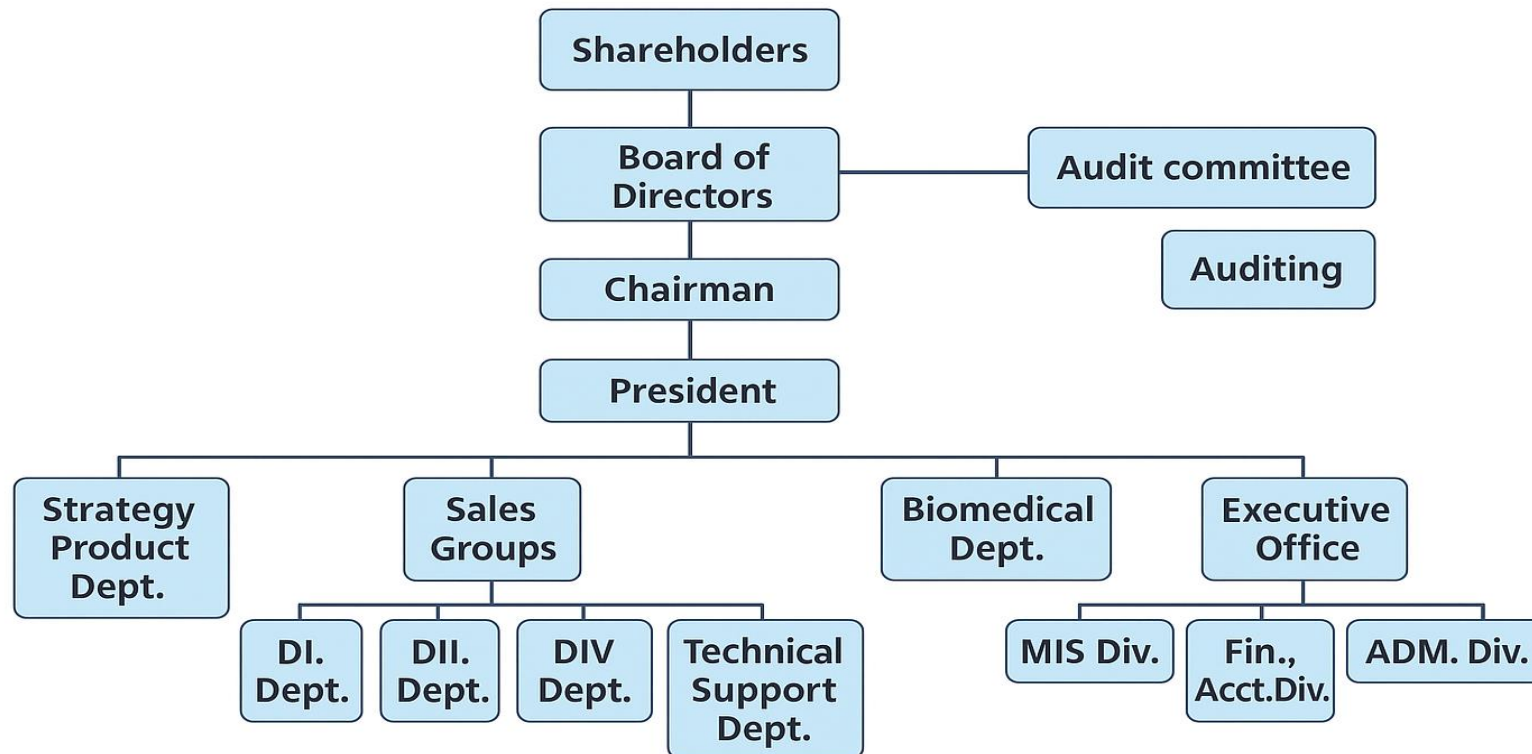 Shareholders
Board of
Directors
Audit committee
Auditing
Chairman
President
Strategy
Product
Dept.
Sales
Groups
Biomedical
Dept.
Executive
Office
DI.
Dept.
DII.
Dept.
DIV
Dept.
Technical
Support
Dept.
MIS Div.
Fin.,
Acct.Div.
ADM. Div.